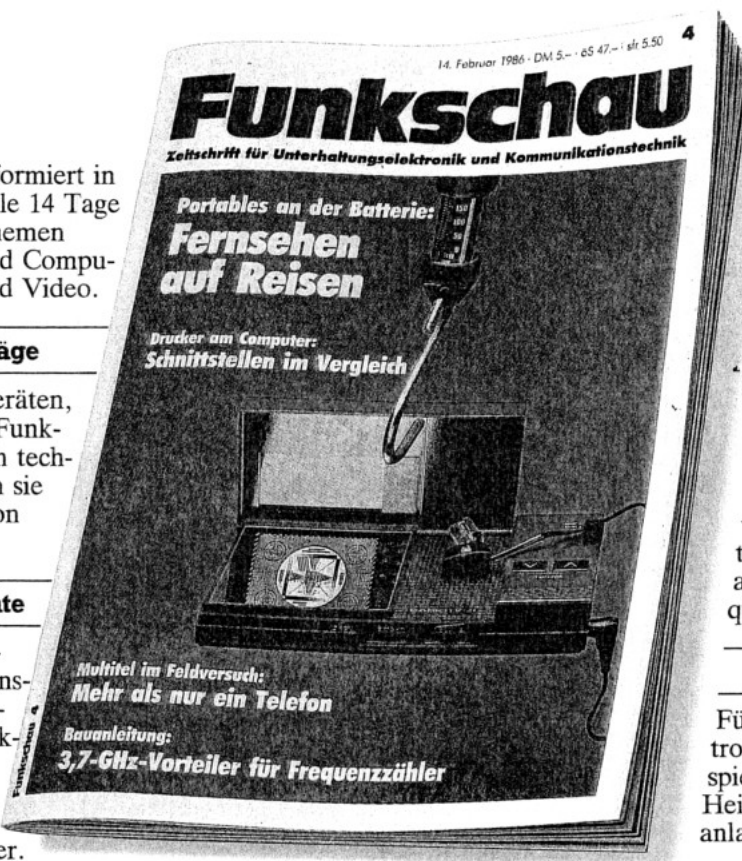 ormiert in
le 14 Tage
hemen
d Compu-
d Video.
äge
eräten,
Funk-
n tech-
n sie
on
te
ns-
k-
er.
14. Februar 1986 · DM 5.– · öS 47.– · sfr 5.50
4
Funkschau
Zeitschrift für Unterhaltungselektronik und Kommunikationstechnik
Portables an der Batterie:
Fernsehen
auf Reisen
Drucker am Computer:
Schnittstellen im Vergleich
Multitel im Feldversuch:
Mehr als nur ein Telefon
Bauanleitung:
3,7-GHz-Vorteiler für Frequenzzähler
Funkschau 4
t
a
q
Fü
tro
spie
Hei
anla